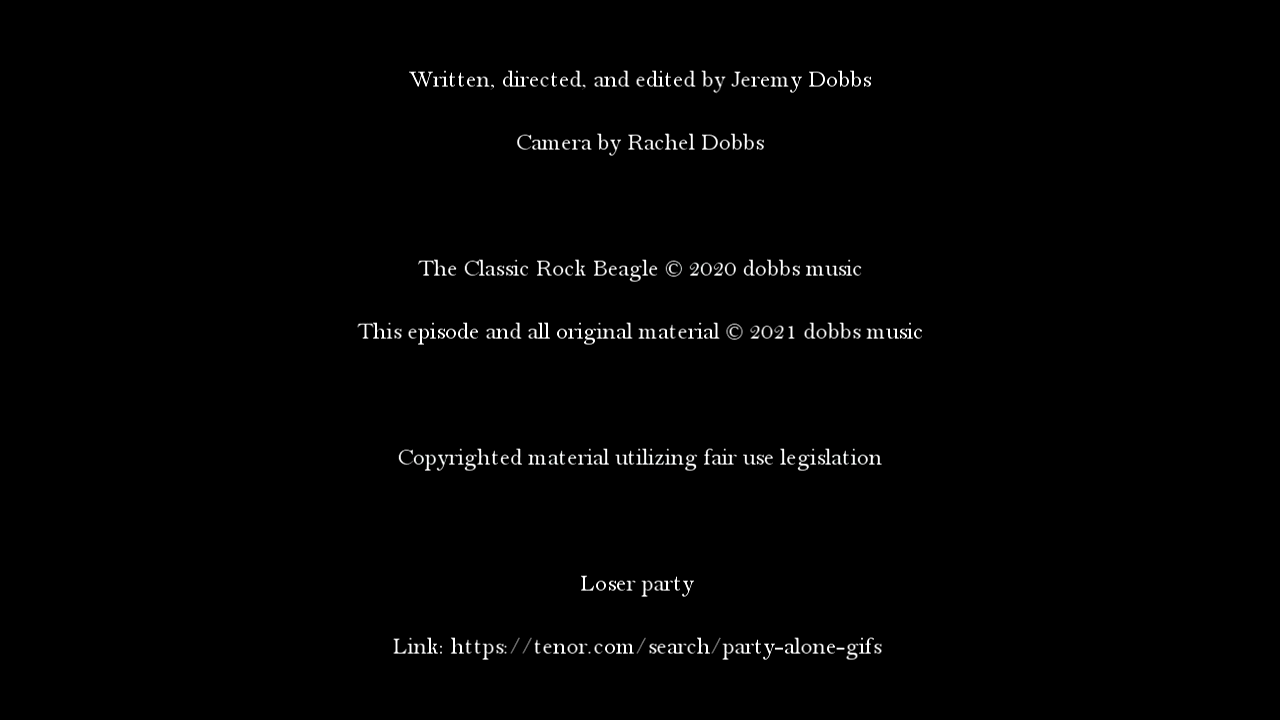 Written, directed, and edited by Jeremy Dobbs
Camera by Rachel Dobbs
The Classic Rock Beagle © 2020 dobbs music
This episode and all original material © 2021 dobbs music
Copyrighted material utilizing fair use legislation
Loser party
Link: https://tenor.com/search/party-alone-gifs